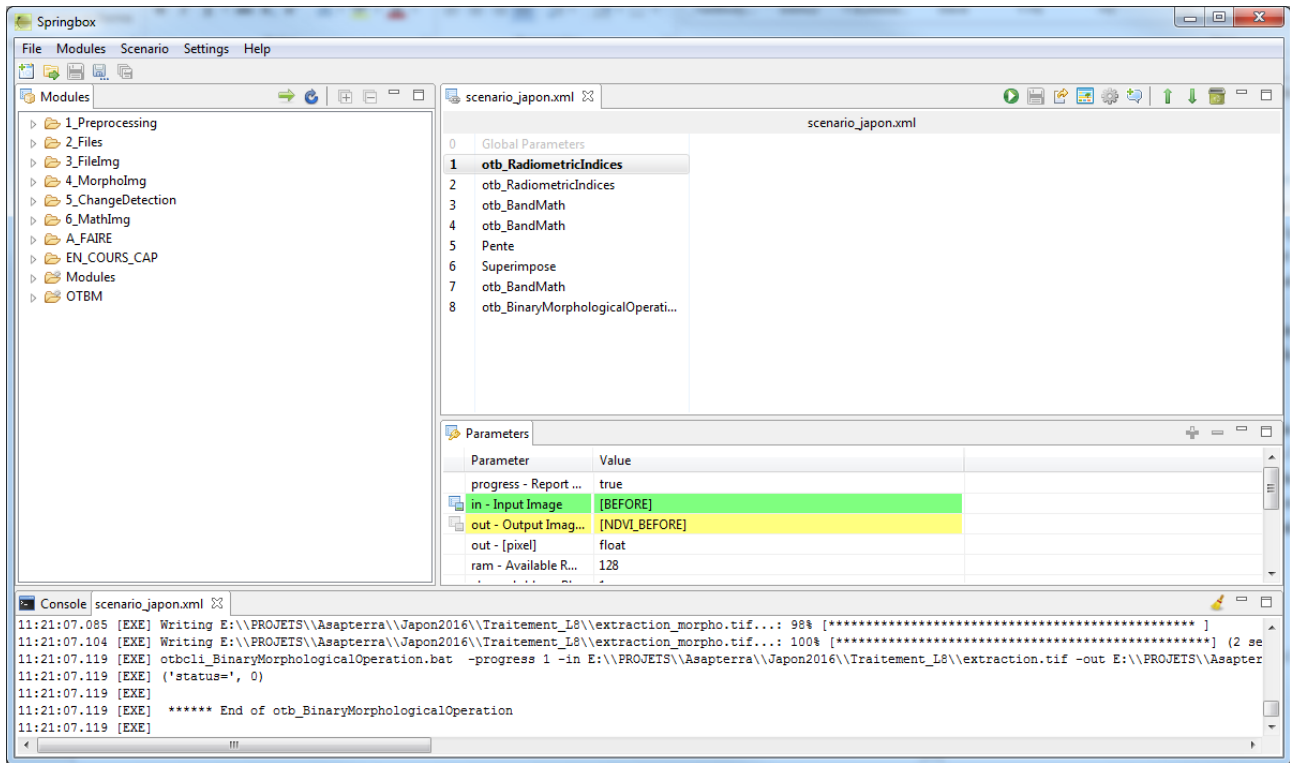 Springbox
File Modules Scenario Settings Help
Modules
1_Preprocessing
2_Files
3_FileImg
4_MorphoImg
5_ChangeDetection
6_MathImg
A_FAIRE
EN_COURS_CAP
Modules
OTBM
scenario_japon.xml
scenario_japon.xml
0 Global Parameters
1 otb_RadiometricIndices
2 otb_RadiometricIndices
3 otb_BandMath
4 otb_BandMath
5 Pente
6 Superimpose
7 otb_BandMath
8 otb_BinaryMorphologicalOperati...
Parameters
Parameter Value
progress - Report ... true
in - Input Image [BEFORE]
out - Output Imag... [NDVI_BEFORE]
out - [pixel] float
ram - Available R... 128
Console scenario_japon.xml
11:21:07.085 [EXE] Writing E:\\PROJETS\\Asapterra\\Japon2016\\Traitement_L8\\extraction_morpho.tif...: 98% [************************************************* ]
11:21:07.104 [EXE] Writing E:\\PROJETS\\Asapterra\\Japon2016\\Traitement_L8\\extraction_morpho.tif...: 100% [**************************************************] (2 se
11:21:07.119 [EXE] otbcli_BinaryMorphologicalOperation.bat -progress 1 -in E:\\PROJETS\\Asapterra\\Japon2016\\Traitement_L8\\extraction.tif -out E:\\PROJETS\\Asapter
11:21:07.119 [EXE] ('status=', 0)
11:21:07.119 [EXE]
11:21:07.119 [EXE] ****** End of otb_BinaryMorphologicalOperation
11:21:07.119 [EXE]